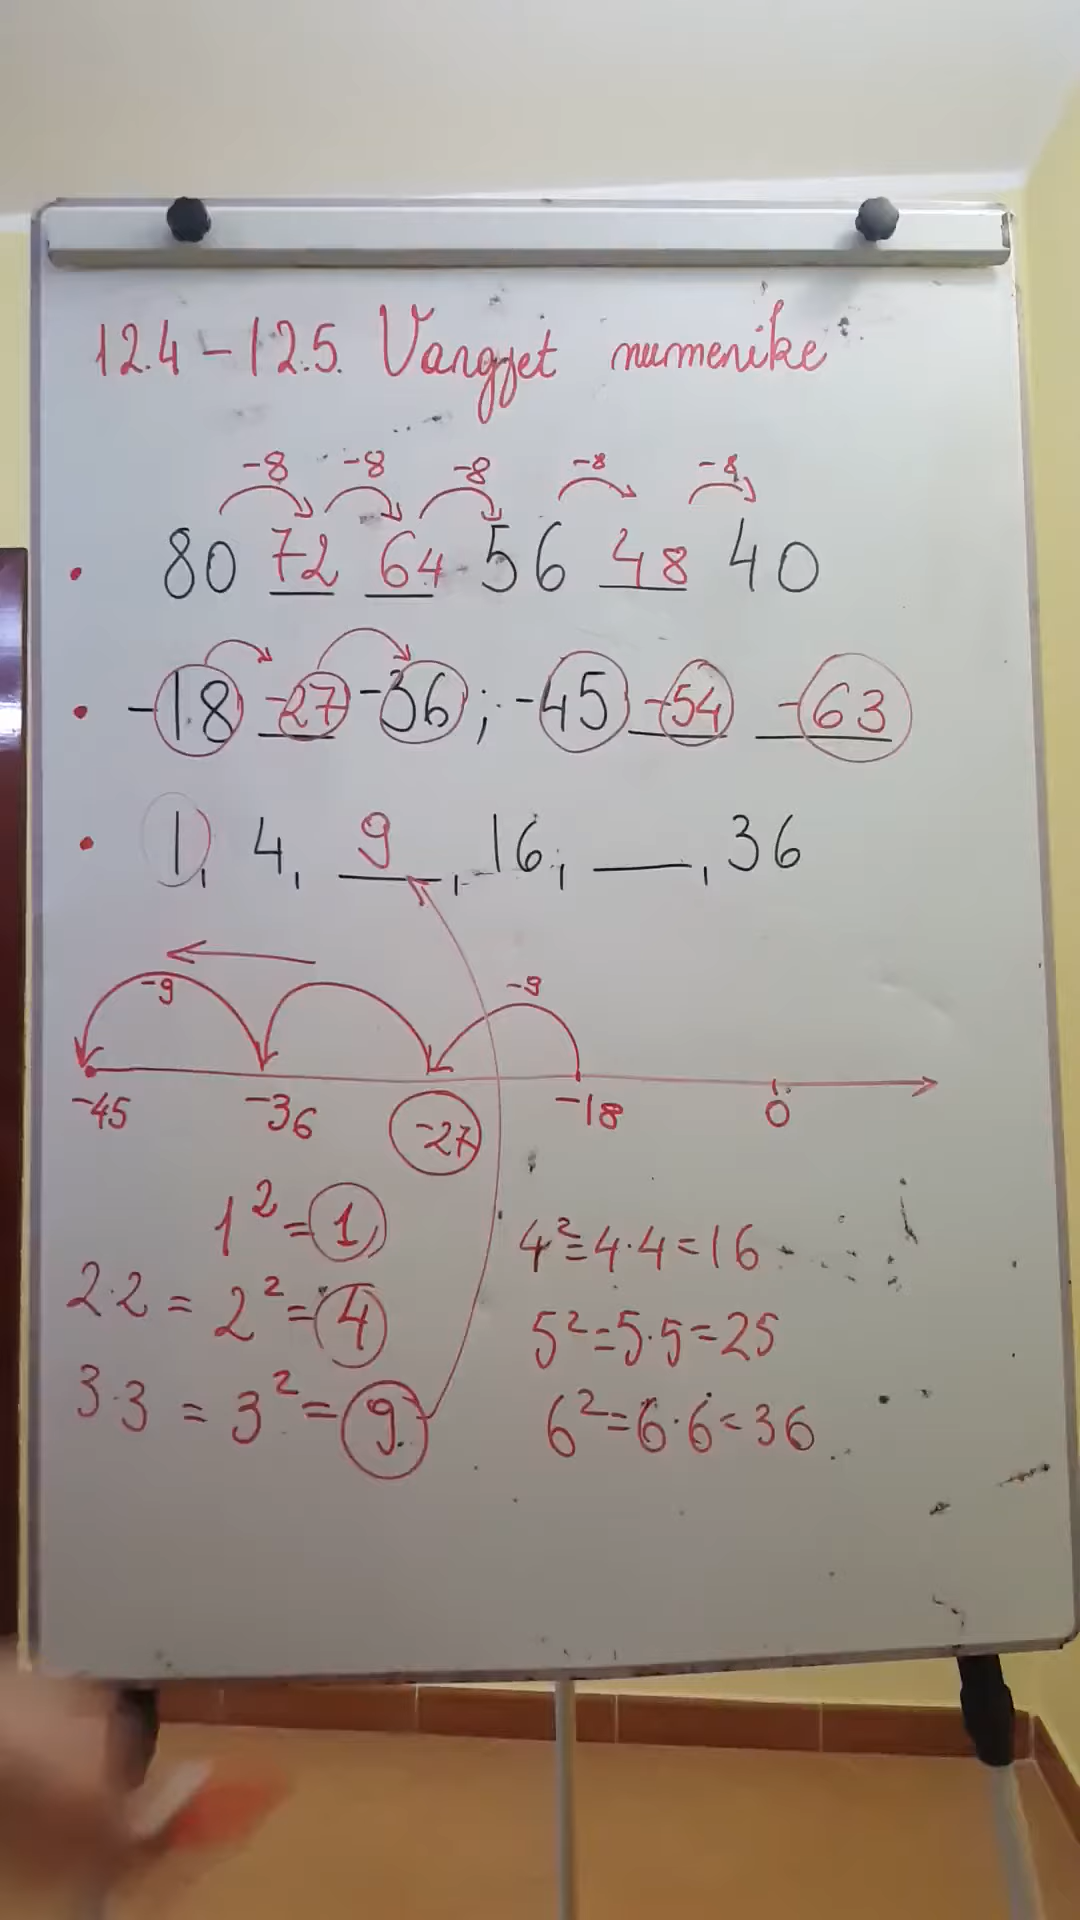 12.4 - 12.5. Vargjet numerike
-8 -8 -8 -8 -8
• 80 72 64 56 48 40
• -18 -27 -36 ; -45 -54 -63
• 1, 4, 9, 16, ___, 36
-9 -9
-45 -36 -27 -18 0
1² = 1
2·2 = 2² = 4
3·3 = 3² = 9
4² = 4·4 = 16
5² = 5·5 = 25
6² = 6·6 = 36